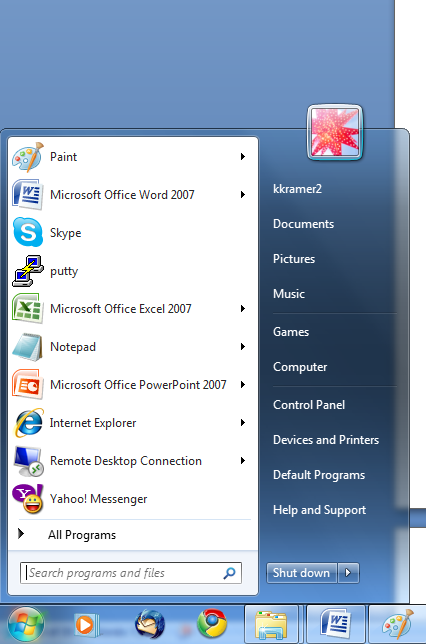 Paint
Microsoft Office Word 2007
Skype
putty
Microsoft Office Excel 2007
Notepad
Microsoft Office PowerPoint 2007
Internet Explorer
Remote Desktop Connection
Yahoo! Messenger
All Programs
Search programs and files
kkramer2
Documents
Pictures
Music
Games
Computer
Control Panel
Devices and Printers
Default Programs
Help and Support
Shut down